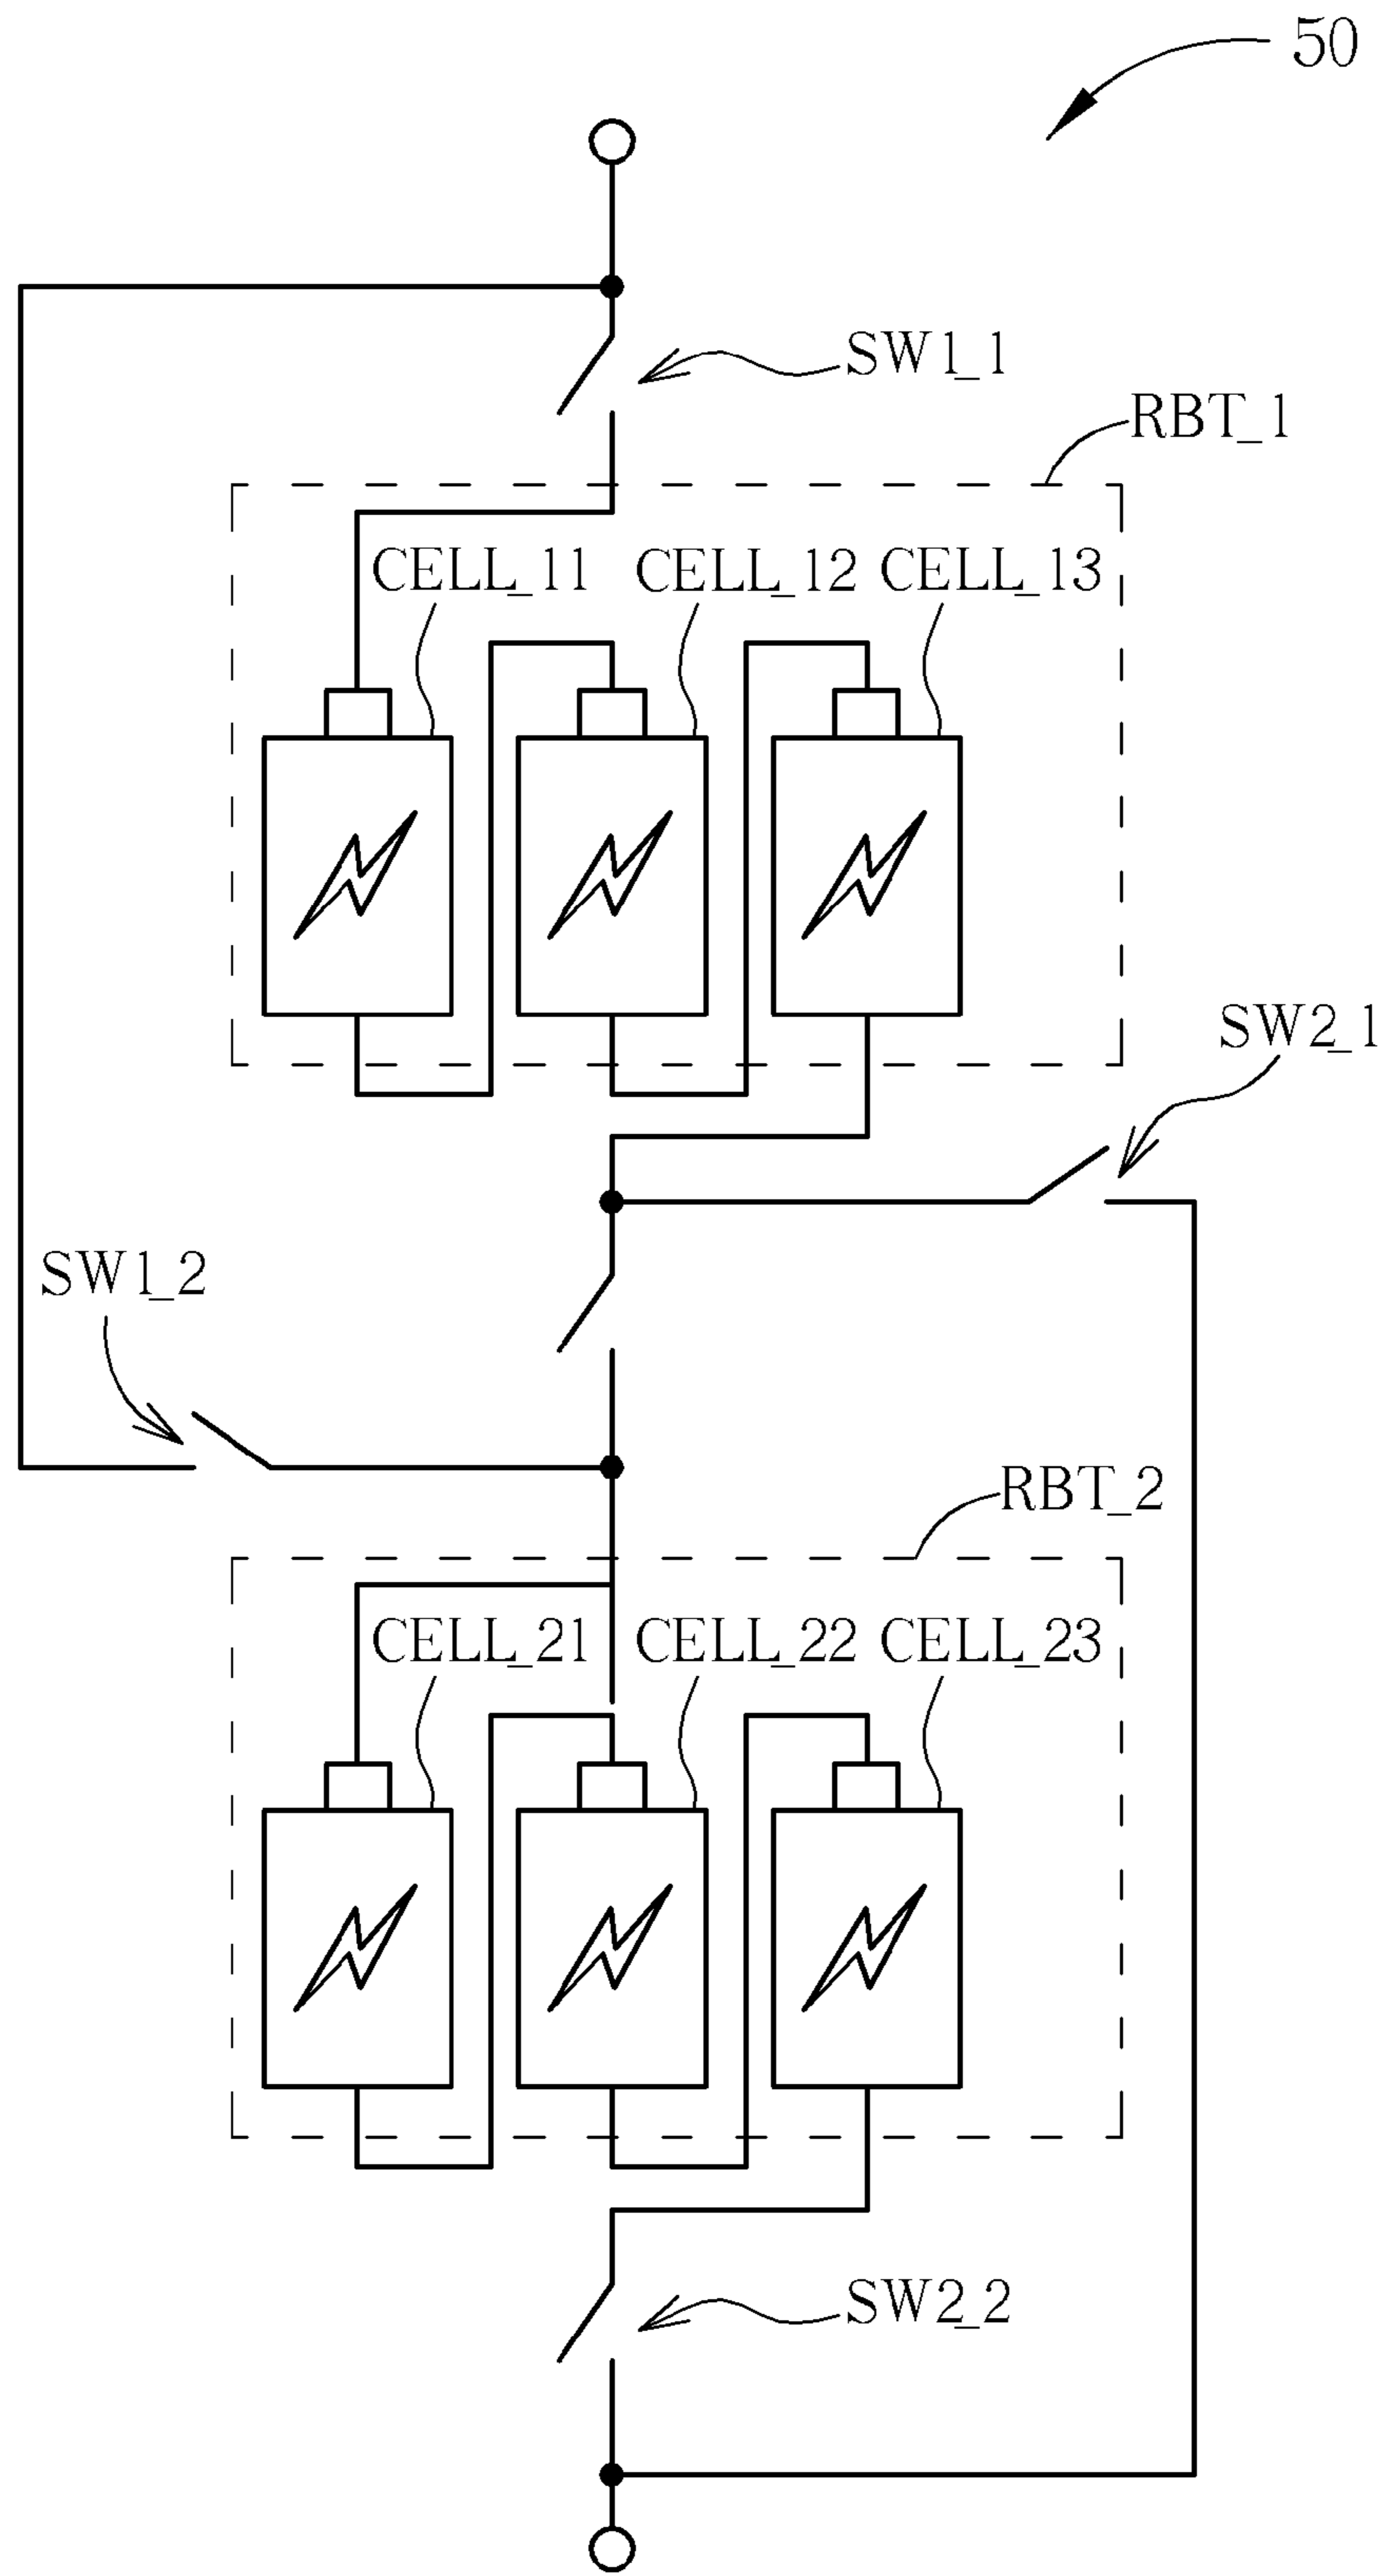 50
SW1_1
RBT_1
CELL_11 CELL_12 CELL_13
SW2_1
SW1_2
RBT_2
CELL_21 CELL_22 CELL_23
SW2_2